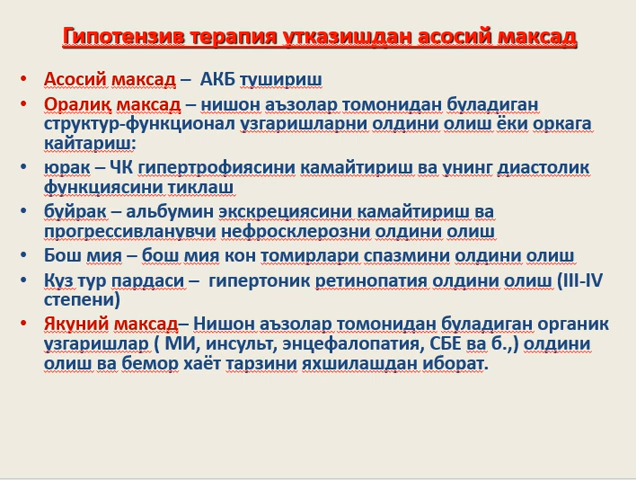 Гипотензив терапия утказишдан асосий максад
• Асосий максад – АКБ тушириш
• Оралиқ максад – нишон аъзолар томонидан буладиган
структур-функционал узгаришларни олдини олиш ёки оркага
кайтариш:
• юрак – ЧК гипертрофиясини камайтириш ва унинг диастолик
функциясини тиклаш
• буйрак – альбумин экскрециясини камайтириш ва
прогрессивланувчи нефросклерозни олдини олиш
• Бош мия – бош мия кон томирлари спазмини олдини олиш
• Куз тур пардаси – гипертоник ретинопатия олдини олиш (III-IV
степени)
• Якуний максад– Нишон аъзолар томонидан буладиган органик
узгаришлар ( МИ, инсульт, энцефалопатия, СБЕ ва б.,) олдини
олиш ва бемор хаёт тарзини яхшилашдан иборат.